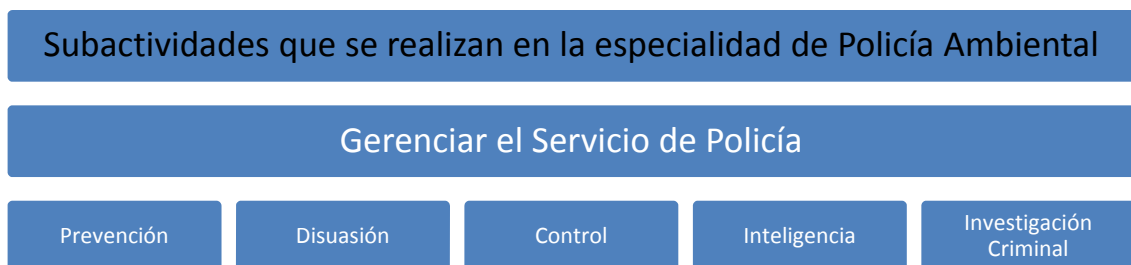 Subactividades que se realizan en la especialidad de Policía Ambiental
Gerenciar el Servicio de Policía
Prevención
Disuasión
Control
Inteligencia
Investigación
Criminal